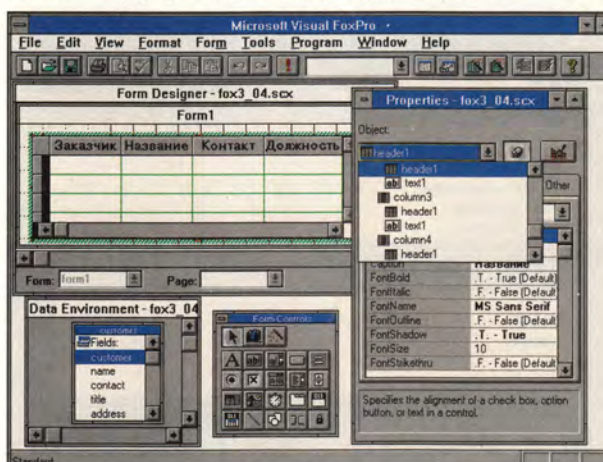 Microsoft Visual FoxPro
File Edit View Format Form Tools Program Window Help
Form Designer - fox3_04.scx
Form1
Заказчик Название Контакт Должность
Form: form1 Page:
Data Environment - fox3_04
customer
Fields:
customer
name
contact
title
address
Form Controls
Properties - fox3_04.scx
Object:
header1
header1
ab text1
column3
header1
ab text1
column4
header1
Other
Caption Название
FontBold .T. - True (Default)
FontItalic .F. - False (Default
FontName MS Sans Serif
FontOutline .F. - False (Default
FontShadow .T. - True
FontSize 10
FontStrikethru .F. - False (Default
Specifies the alignment of a check box, option
button, or text in a control.
Standard